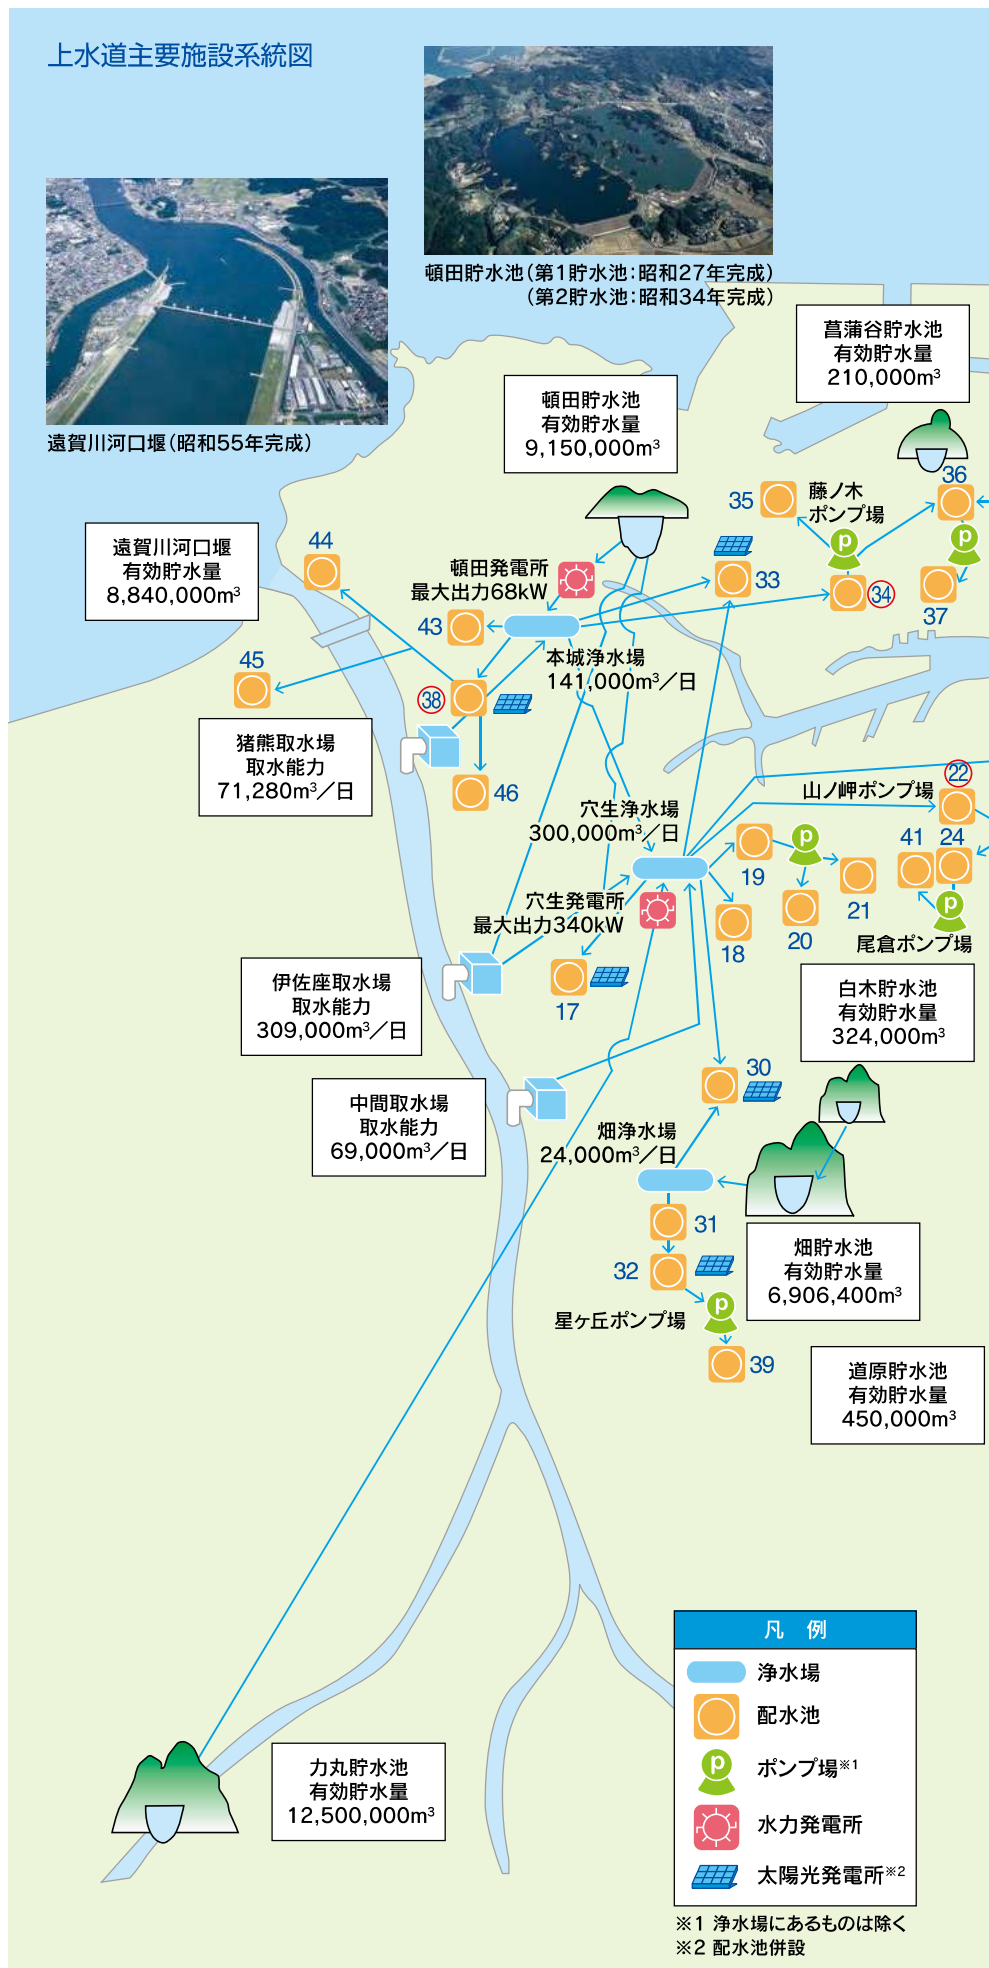 上水道主要施設系統図
頓田貯水池（第1貯水池：昭和27年完成）
（第2貯水池：昭和34年完成）
遠賀川河口堰（昭和55年完成）
菖蒲谷貯水池
有効貯水量
210,000m³
頓田貯水池
有効貯水量
9,150,000m³
36
35
藤ノ木
ポンプ場
P
P
遠賀川河口堰
有効貯水量
8,840,000m³
44
頓田発電所
最大出力68kW
33
34
37
43
45
本城浄水場
141,000m³／日
38
猪熊取水場
取水能力
71,280m³／日
46
22
山ノ岬ポンプ場
穴生浄水場
300,000m³／日
P
41
24
19
21
穴生発電所
最大出力340kW
P
18
20
尾倉ポンプ場
伊佐座取水場
取水能力
309,000m³／日
17
白木貯水池
有効貯水量
324,000m³
30
中間取水場
取水能力
69,000m³／日
畑浄水場
24,000m³／日
31
畑貯水池
有効貯水量
6,906,400m³
32
星ヶ丘ポンプ場
P
39
道原貯水池
有効貯水量
450,000m³
凡 例
浄水場
配水池
P
ポンプ場※1
水力発電所
太陽光発電所※2
※1 浄水場にあるものは除く
※2 配水池併設
力丸貯水池
有効貯水量
12,500,000m³